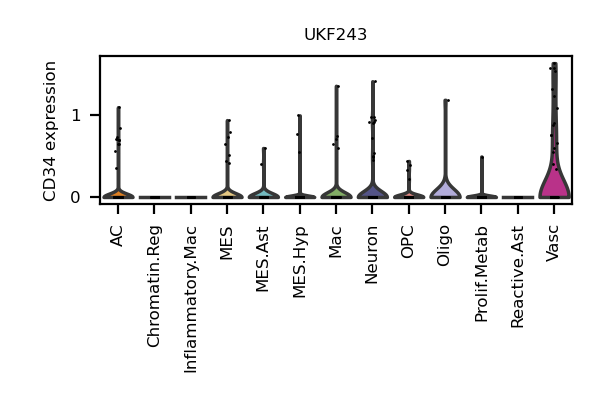 UKF243
CD34 expression
1
0
AC
Chromatin.Reg
Inflammatory.Mac
MES
MES.Ast
MES.Hyp
Mac
Neuron
OPC
Oligo
Prolif.Metab
Reactive.Ast
Vasc